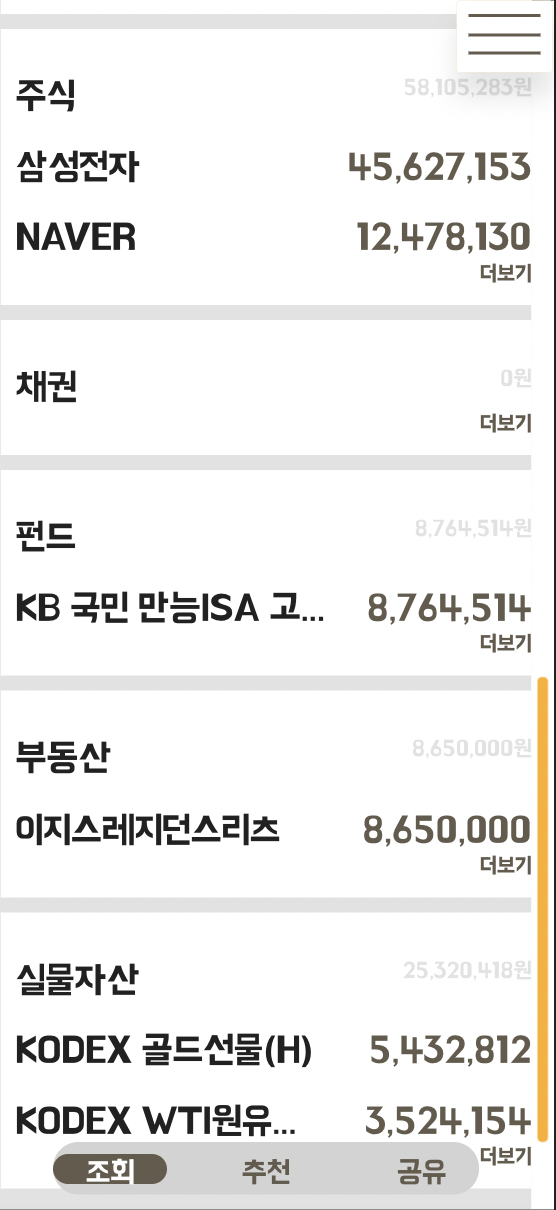 주식
58,105,283원
삼성전자
45,627,153
NAVER
12,478,130
더보기
채권
0원
더보기
펀드
8,764,514원
KB 국민 만능ISA 고...
8,764,514
더보기
부동산
8,650,000원
이지스레지던스리츠
8,650,000
더보기
실물자산
25,320,418원
KODEX 골드선물(H)
5,432,812
KODEX WTI원유...
3,524,154
더보기
조회
추천
공유